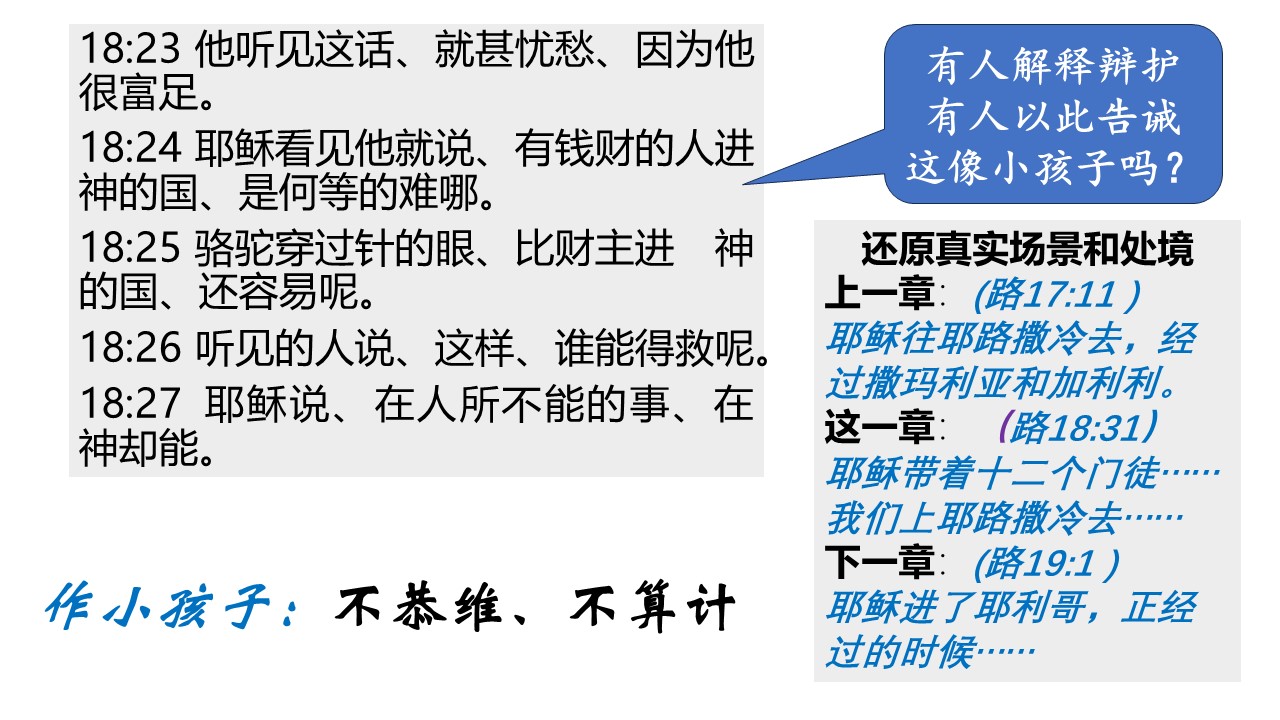 18:23 他听见这话、就甚忧愁、因为他
很富足。
18:24 耶稣看见他就说、有钱财的人进
神的国、是何等的难哪。
18:25 骆驼穿过针的眼、比财主进　神
的国、还容易呢。
18:26 听见的人说、这样、谁能得救呢。
18:27 耶稣说、在人所不能的事、在
神却能。
有人解释辩护
有人以此告诫
这像小孩子吗？
还原真实场景和处境
上一章：(路17:11 )
耶稣往耶路撒冷去，经
过撒玛利亚和加利利。
这一章： （路18:31）
耶稣带着十二个门徒……
我们上耶路撒冷去……
下一章：(路19:1 )
耶稣进了耶利哥，正经
过的时候……
作小孩子：不恭维、不算计